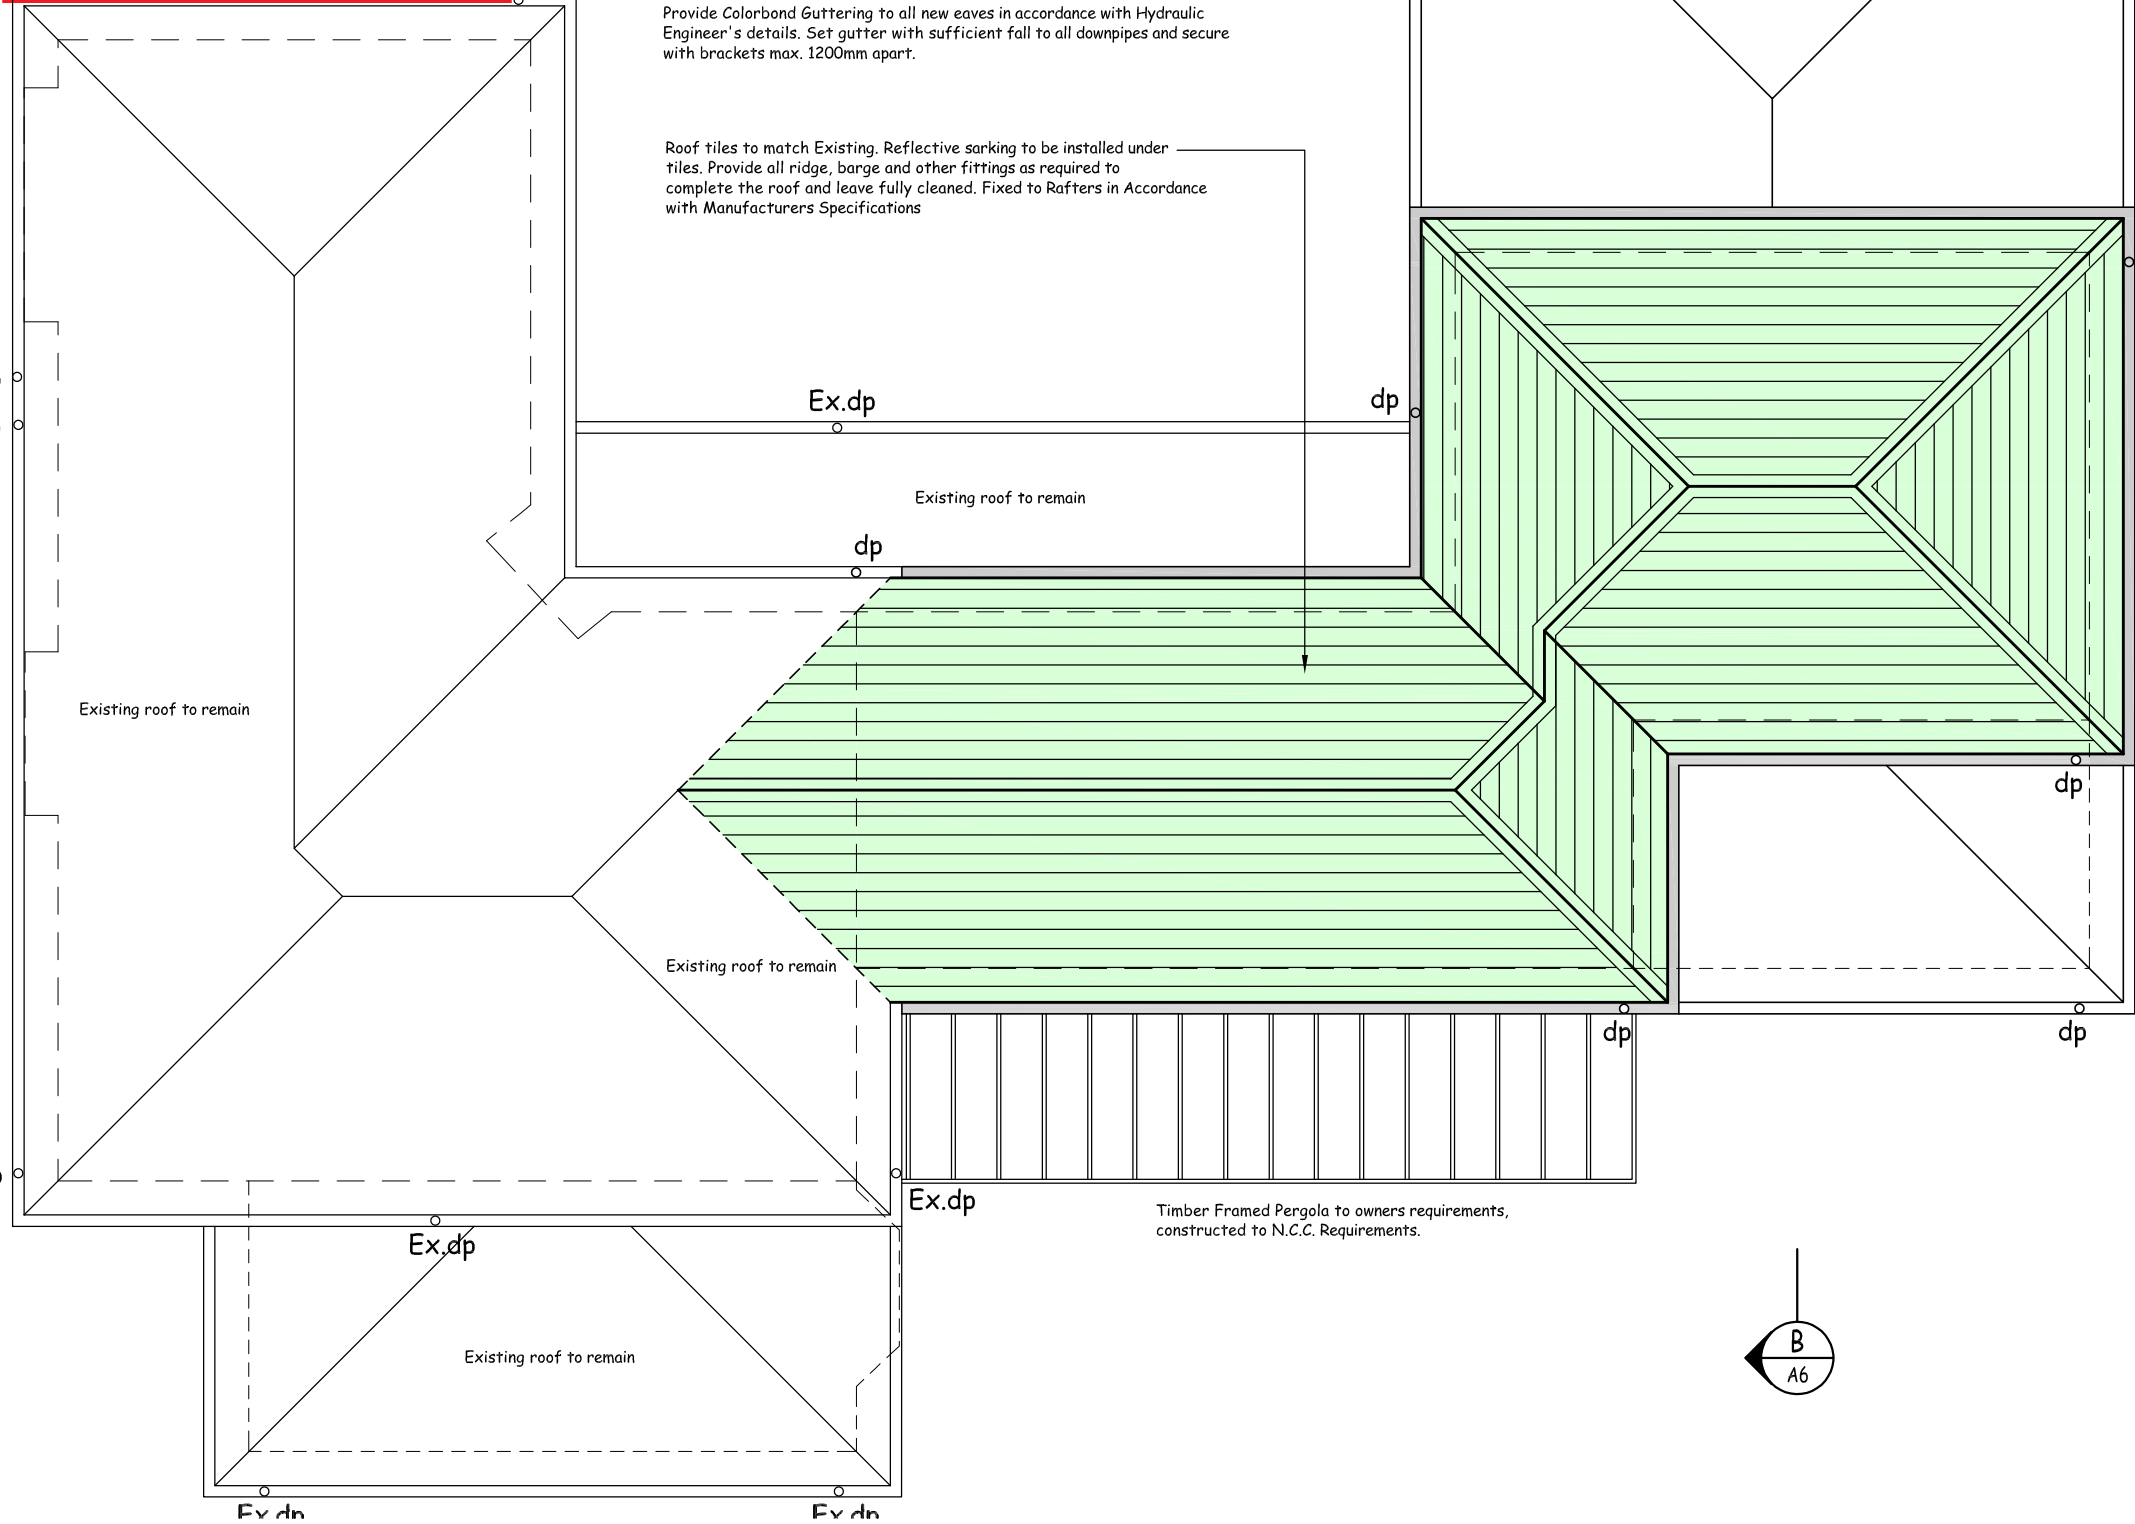 Provide Colorbond Guttering to all new eaves in accordance with Hydraulic
Engineer's details. Set gutter with sufficient fall to all downpipes and secure
with brackets max. 1200mm apart.
Roof tiles to match Existing. Reflective sarking to be installed under
tiles. Provide all ridge, barge and other fittings as required to
complete the roof and leave fully cleaned. Fixed to Rafters in Accordance
with Manufacturers Specifications
Ex.dp
dp
Existing roof to remain
dp
Existing roof to remain
dp
Existing roof to remain
dp
dp
Ex.dp
Timber Framed Pergola to owners requirements,
constructed to N.C.C. Requirements.
Ex.dp
B
A6
Existing roof to remain
Ex.dp
Ex.dp